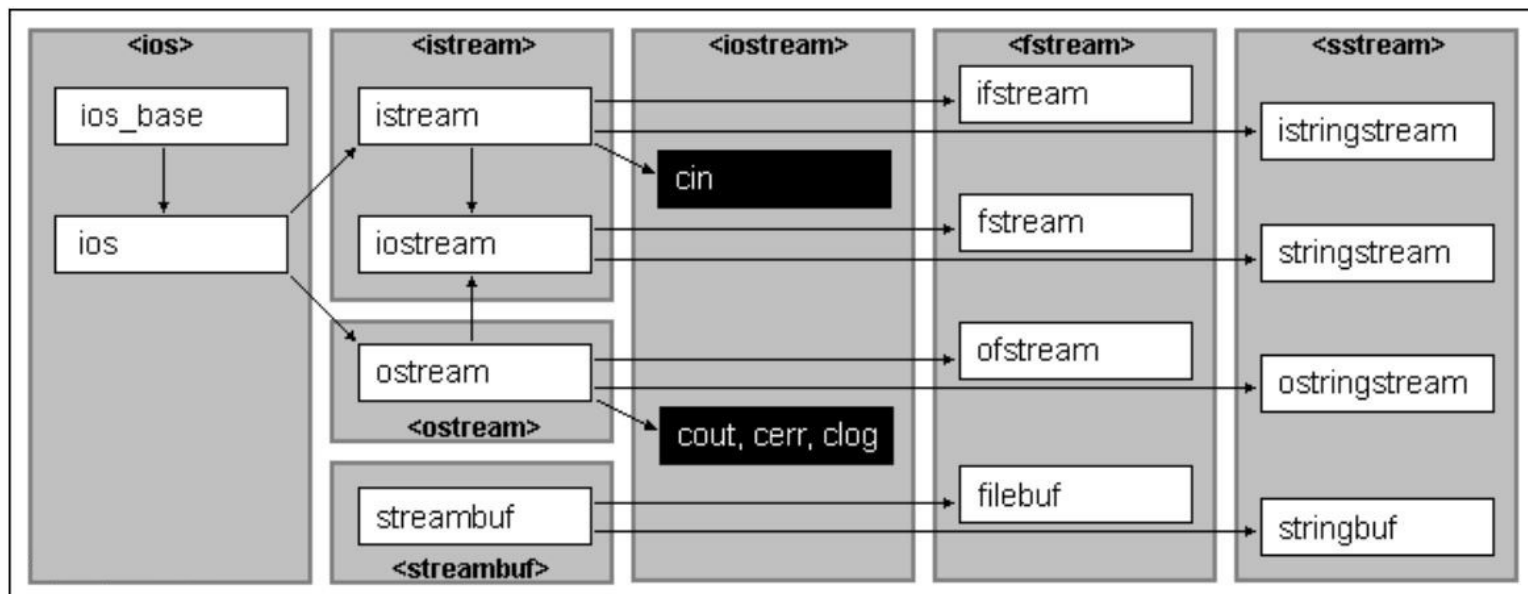 <ios>
ios_base
ios
<istream>
istream
iostream
ostream
<ostream>
streambuf
<streambuf>
<iostream>
cin
cout, cerr, clog
<fstream>
ifstream
fstream
ofstream
filebuf
<sstream>
istringstream
stringstream
ostringstream
stringbuf